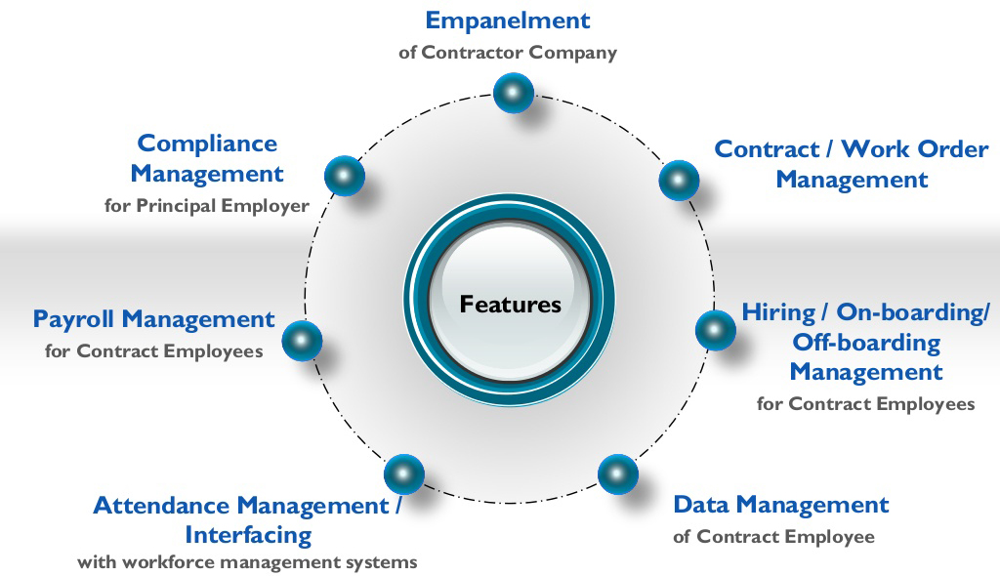 Empanelment
of Contractor Company
Compliance
Management
for Principal Employer
Contract / Work Order
Management
Features
Payroll Management
for Contract Employees
Hiring / On-boarding/
Off-boarding
Management
for Contract Employees
Attendance Management /
Interfacing
with workforce management systems
Data Management
of Contract Employee